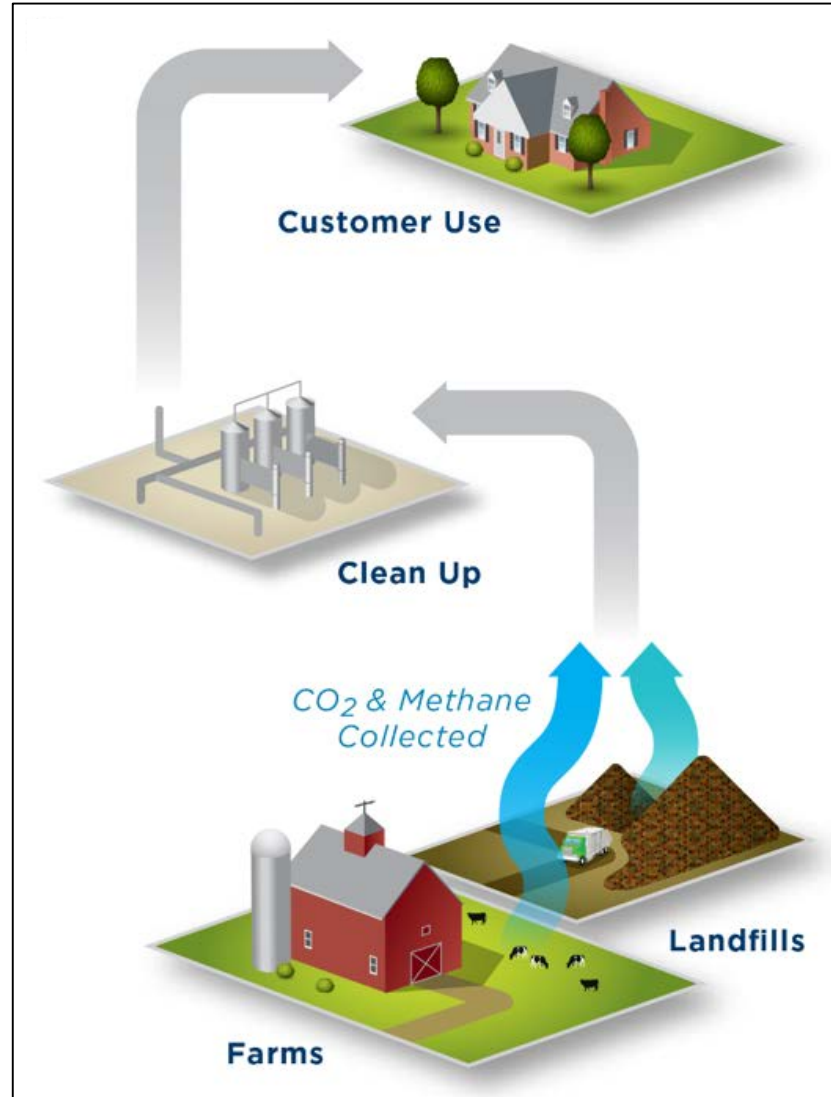 Customer Use
Clean Up
CO2 & Methane
Collected
Landfills
Farms